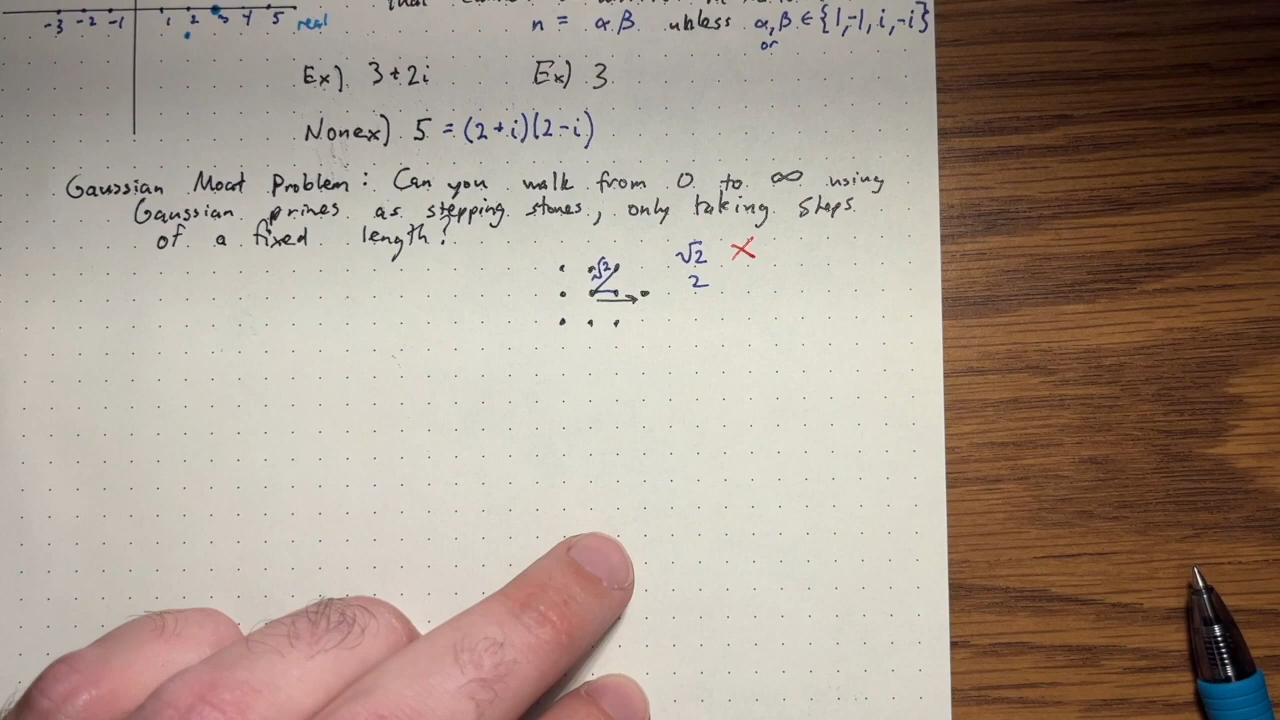 -3 -2 -1 1 2 3 4 5 real
n = αβ unless α,β ∈ {1,-1,i,-i}
or
Ex). 3+2i Ex) 3
Nonex) 5 = (2+i)(2-i)
Gaussian Moat Problem: Can you walk from 0 to ∞ using
Gaussian primes as stepping stones, only taking steps
of a fixed length?
√2 √2 X
2